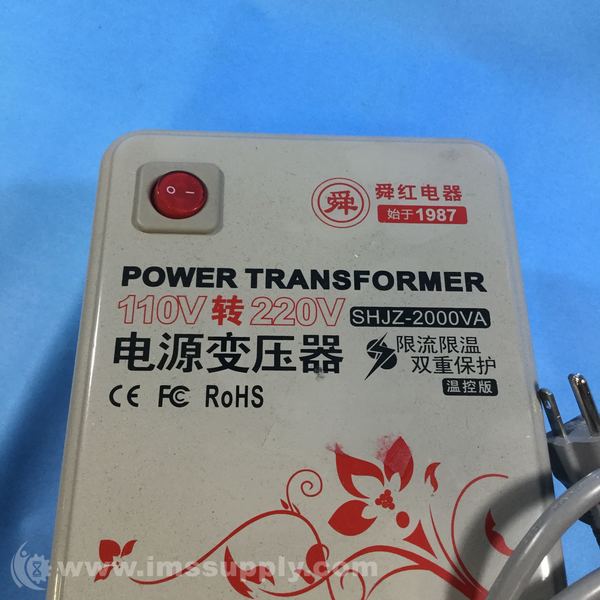 舜
舜红电器
始于1987
POWER TRANSFORMER
110V转220V
SHJZ-2000VA
电源变压器
限流限温
双重保护
温控版
CE FC RoHS
www.imssupply.com